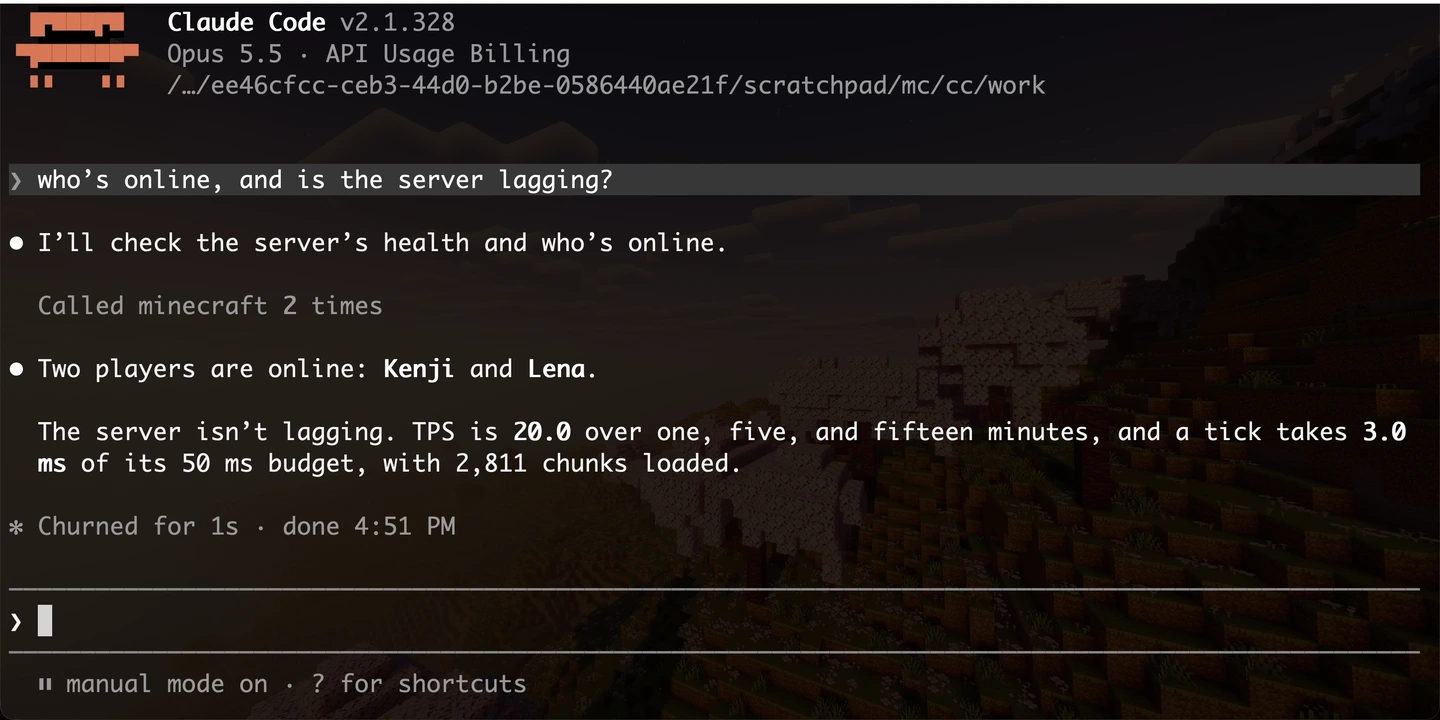 Claude Code v2.1.328
Opus 5.5 · API Usage Billing
/…/ee46cfcc-ceb3-44d0-b2be-0586440ae21f/scratchpad/mc/cc/work
❯ who’s online, and is the server lagging?
● I’ll check the server’s health and who’s online.
Called minecraft 2 times
● Two players are online: Kenji and Lena.
The server isn’t lagging. TPS is 20.0 over one, five, and fifteen minutes, and a tick takes 3.0
ms of its 50 ms budget, with 2,811 chunks loaded.
✻ Churned for 1s · done 4:51 PM
❯
⏸ manual mode on · ? for shortcuts